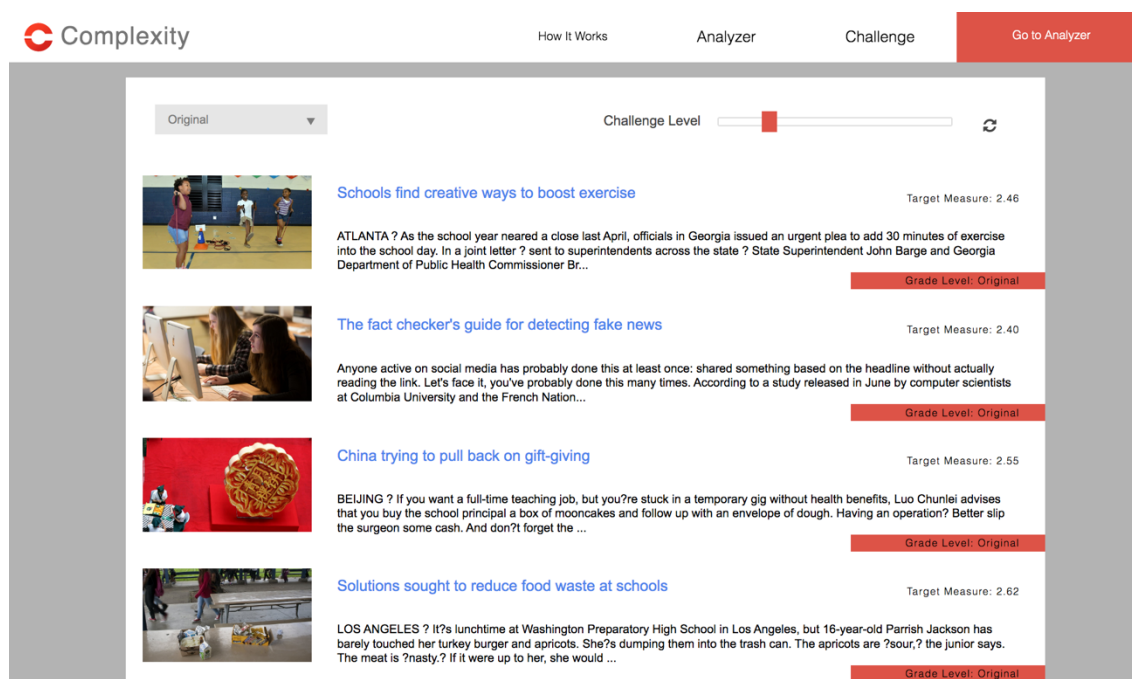 Complexity
How It Works
Analyzer
Challenge
Go to Analyzer
Original
Challenge Level
Schools find creative ways to boost exercise
Target Measure: 2.46
ATLANTA ? As the school year neared a close last April, officials in Georgia issued an urgent plea to add 30 minutes of exercise
into the school day. In a joint letter ? sent to superintendents across the state ? State Superintendent John Barge and Georgia
Department of Public Health Commissioner Br...
Grade Level: Original
The fact checker's guide for detecting fake news
Target Measure: 2.40
Anyone active on social media has probably done this at least once: shared something based on the headline without actually
reading the link. Let's face it, you've probably done this many times. According to a study released in June by computer scientists
at Columbia University and the French Nation...
Grade Level: Original
China trying to pull back on gift-giving
Target Measure: 2.55
BEIJING ? If you want a full-time teaching job, but you?re stuck in a temporary gig without health benefits, Luo Chunlei advises
that you buy the school principal a box of mooncakes and follow up with an envelope of dough. Having an operation? Better slip
the surgeon some cash. And don?t forget the ...
Grade Level: Original
Solutions sought to reduce food waste at schools
Target Measure: 2.62
LOS ANGELES ? It?s lunchtime at Washington Preparatory High School in Los Angeles, but 16-year-old Parrish Jackson has
barely touched her turkey burger and apricots. She?s dumping them into the trash can. The apricots are ?sour,? the junior says.
The meat is ?nasty.? If it were up to her, she would ...
Grade Level: Original